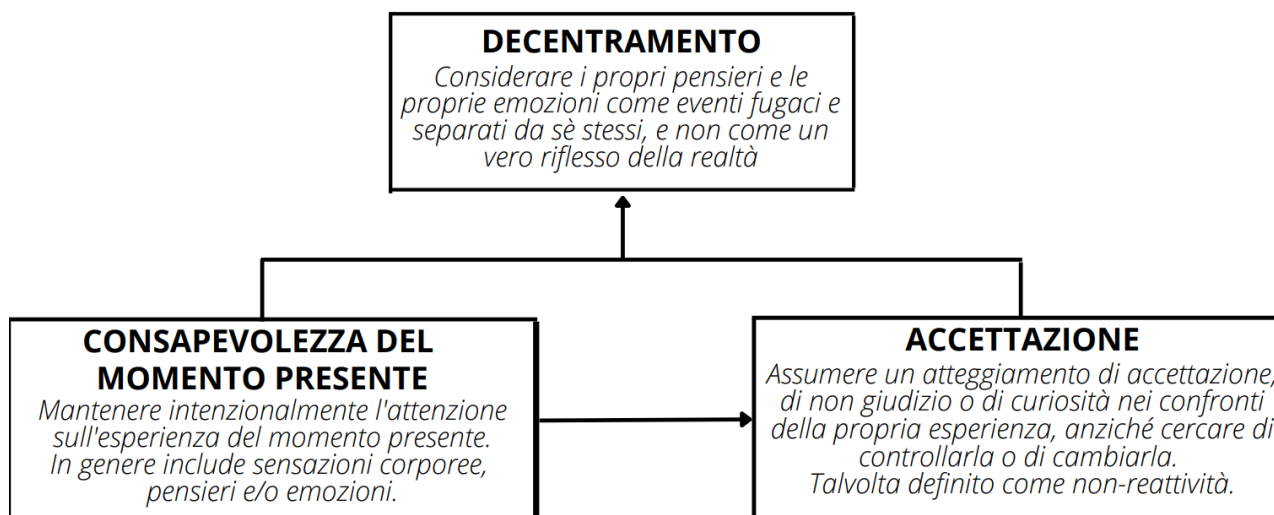 DECENTRAMENTO
Considerare i propri pensieri e le
proprie emozioni come eventi fugaci e
separati da sè stessi, e non come un
vero riflesso della realtà
CONSAPEVOLEZZA DEL
MOMENTO PRESENTE
Mantenere intenzionalmente l'attenzione
sull'esperienza del momento presente.
In genere include sensazioni corporee,
pensieri e/o emozioni.
ACCETTAZIONE
Assumere un atteggiamento di accettazione,
di non giudizio o di curiosità nei confronti
della propria esperienza, anziché cercare di
controllarla o di cambiarla.
Talvolta definito come non-reattività.